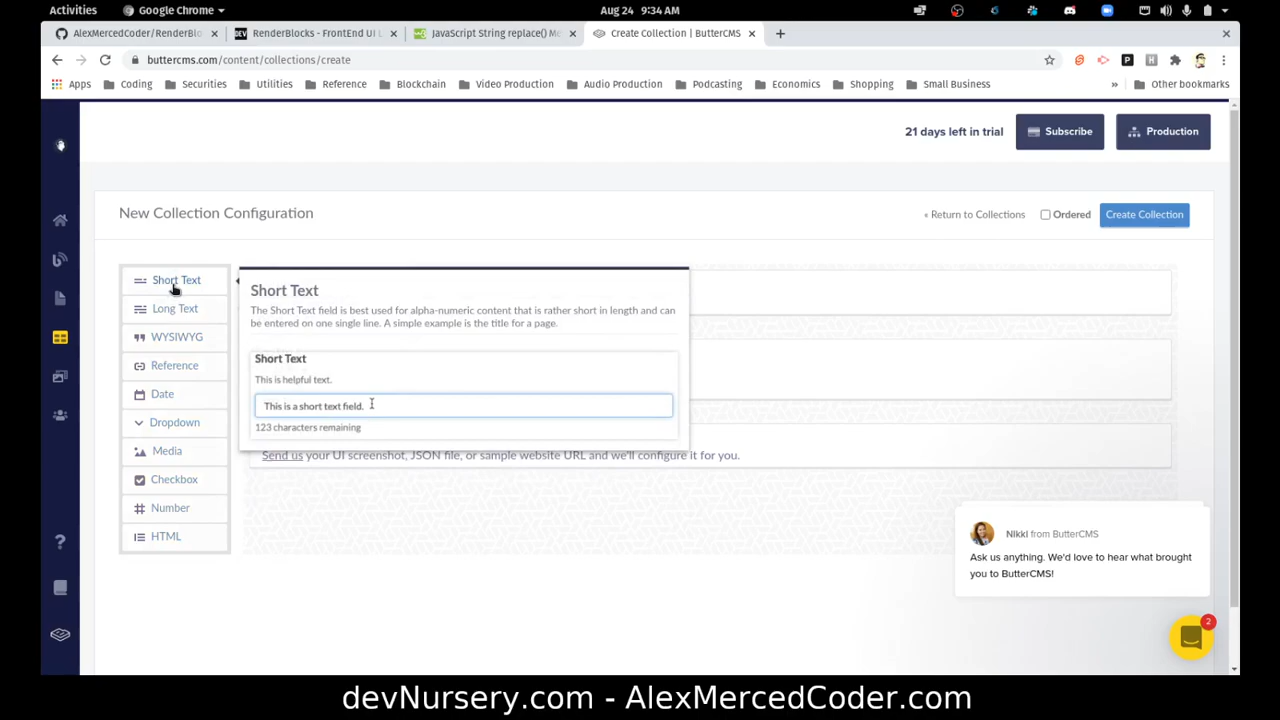 Activities
Google Chrome
Aug 24 9:34 AM
AlexMercedCoder/RenderBlo
RenderBlocks - FrontEnd UI L
JavaScript String replace() Me
Create Collection | ButterCMS
buttercms.com/content/collections/create
Apps
Coding
Securities
Utilities
Reference
Blockchain
Video Production
Audio Production
Podcasting
Economics
Shopping
Small Business
»
Other bookmarks
21 days left in trial
Subscribe
Production
New Collection Configuration
« Return to Collections
Ordered
Create Collection
Short Text
Long Text
WYSIWYG
Reference
Date
Dropdown
Media
Checkbox
Number
HTML
Short Text
The Short Text field is best used for alpha-numeric content that is rather short in length and can
be entered on one single line. A simple example is the title for a page.
Short Text
This is helpful text.
This is a short text field.
123 characters remaining
Send us your UI screenshot, JSON file, or sample website URL and we'll configure it for you.
Nikki from ButterCMS
Ask us anything. We'd love to hear what brought
you to ButterCMS!
2
devNursery.com - AlexMercedCoder.com